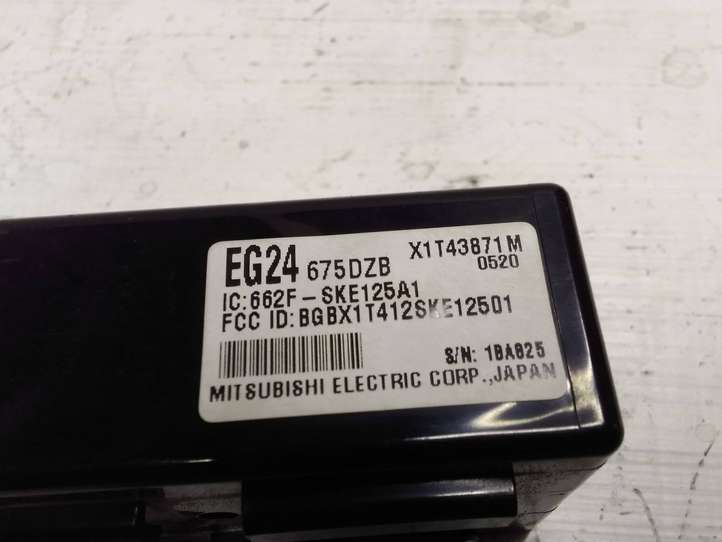 EG24 675DZB X1T43871M
0520
IC:662F-SKE125A1
FCC ID:BGBX1T412SKE12501
S/N: 1BA825
MITSUBISHI ELECTRIC CORP.,JAPAN